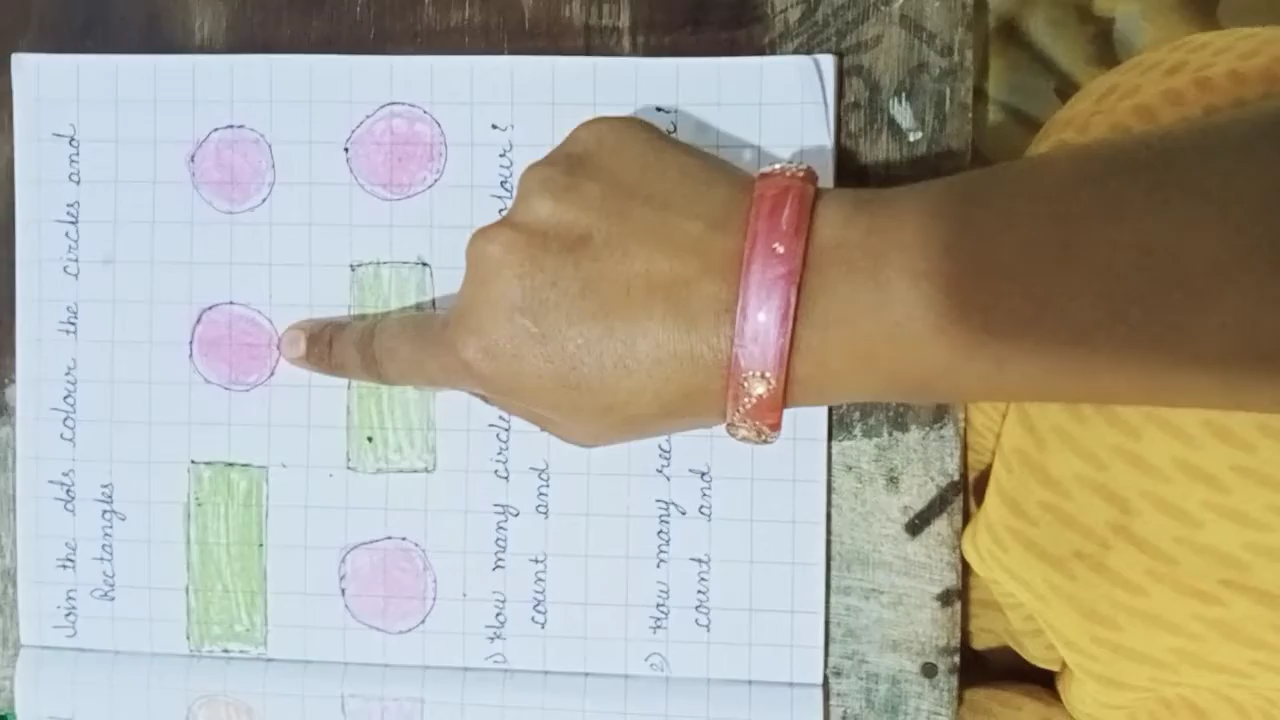 Join the dots. colour the circles and
Rectangles
1) How many circle colour?
count and
2) How many rec
count and